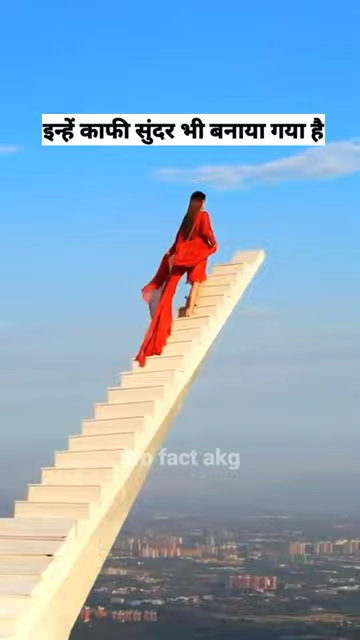 इन्हें काफी सुंदर भी बनाया गया है
fact akg